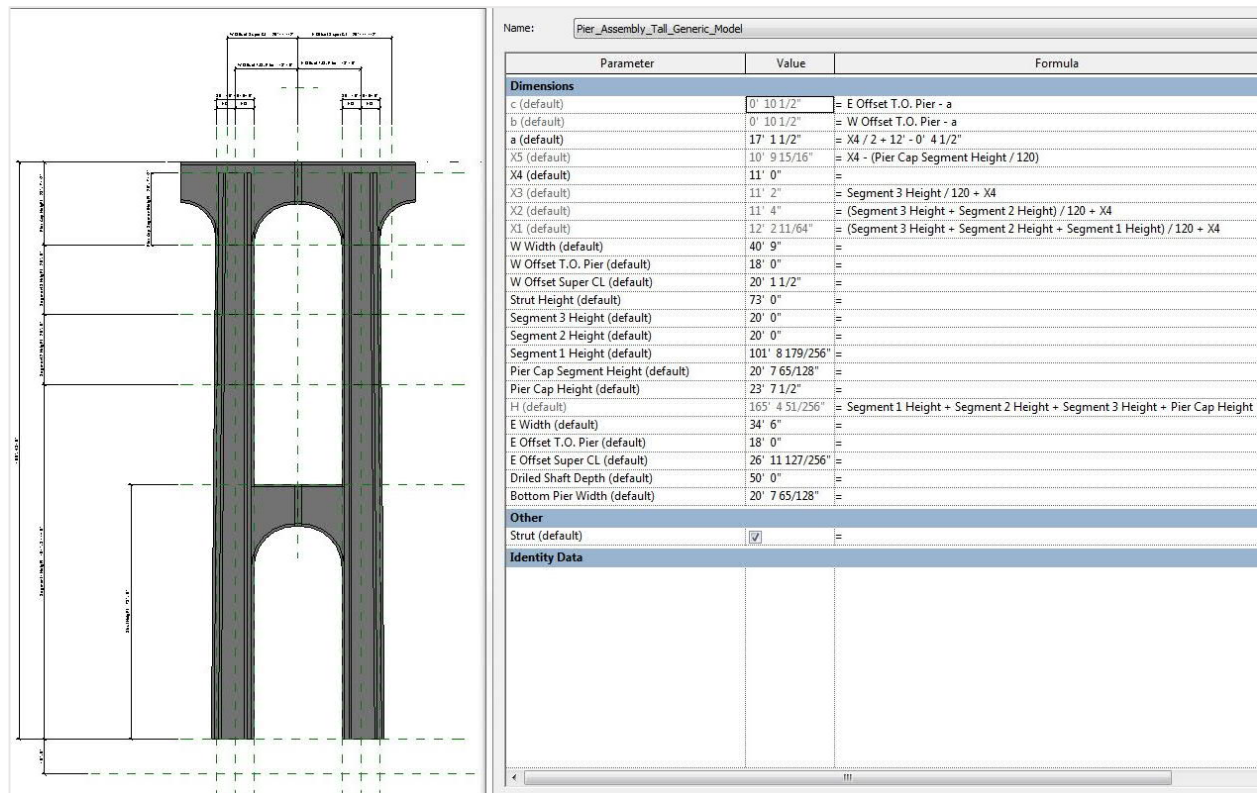 Name: Pier_Assembly_Tall_Generic_Model
Parameter Value Formula
Dimensions
c (default) 0' 10 1/2" = E Offset T.O. Pier - a
b (default) 0' 10 1/2" = W Offset T.O. Pier - a
a (default) 17' 1 1/2" = X4 / 2 + 12' - 0' 4 1/2"
X5 (default) 10' 9 15/16" = X4 - (Pier Cap Segment Height / 120)
X4 (default) 11' 0" =
X3 (default) 11' 2" = Segment 3 Height / 120 + X4
X2 (default) 11' 4" = (Segment 3 Height + Segment 2 Height) / 120 + X4
X1 (default) 12' 2 11/64" = (Segment 3 Height + Segment 2 Height + Segment 1 Height) / 120 + X4
W Width (default) 40' 9" =
W Offset T.O. Pier (default) 18' 0" =
W Offset Super CL (default) 20' 1 1/2" =
Strut Height (default) 73' 0" =
Segment 3 Height (default) 20' 0" =
Segment 2 Height (default) 20' 0" =
Segment 1 Height (default) 101' 8 179/256" =
Pier Cap Segment Height (default) 20' 7 65/128" =
Pier Cap Height (default) 23' 7 1/2" =
H (default) 165' 4 51/256" = Segment 1 Height + Segment 2 Height + Segment 3 Height + Pier Cap Height
E Width (default) 34' 6" =
E Offset T.O. Pier (default) 18' 0" =
E Offset Super CL (default) 26' 11 127/256" =
Driled Shaft Depth (default) 50' 0" =
Bottom Pier Width (default) 20' 7 65/128" =
Other
Strut (default) =
Identity Data